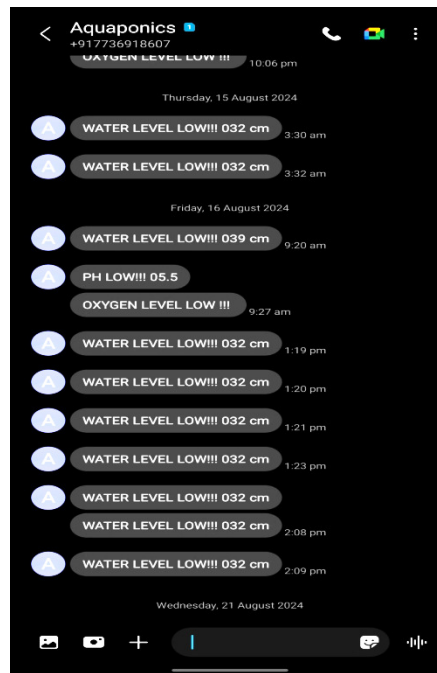 Aquaponics 1
+917736918607
OXYGEN LEVEL LOW !!!
10:06 pm
Thursday, 15 August 2024
A
WATER LEVEL LOW!!! 032 cm
3:30 am
A
WATER LEVEL LOW!!! 032 cm
3:32 am
Friday, 16 August 2024
A
WATER LEVEL LOW!!! 039 cm
9:20 am
A
PH LOW!!! 05.5
OXYGEN LEVEL LOW !!!
9:27 am
A
WATER LEVEL LOW!!! 032 cm
1:19 pm
A
WATER LEVEL LOW!!! 032 cm
1:20 pm
A
WATER LEVEL LOW!!! 032 cm
1:21 pm
A
WATER LEVEL LOW!!! 032 cm
1:23 pm
A
WATER LEVEL LOW!!! 032 cm
WATER LEVEL LOW!!! 032 cm
2:08 pm
A
WATER LEVEL LOW!!! 032 cm
2:09 pm
Wednesday, 21 August 2024